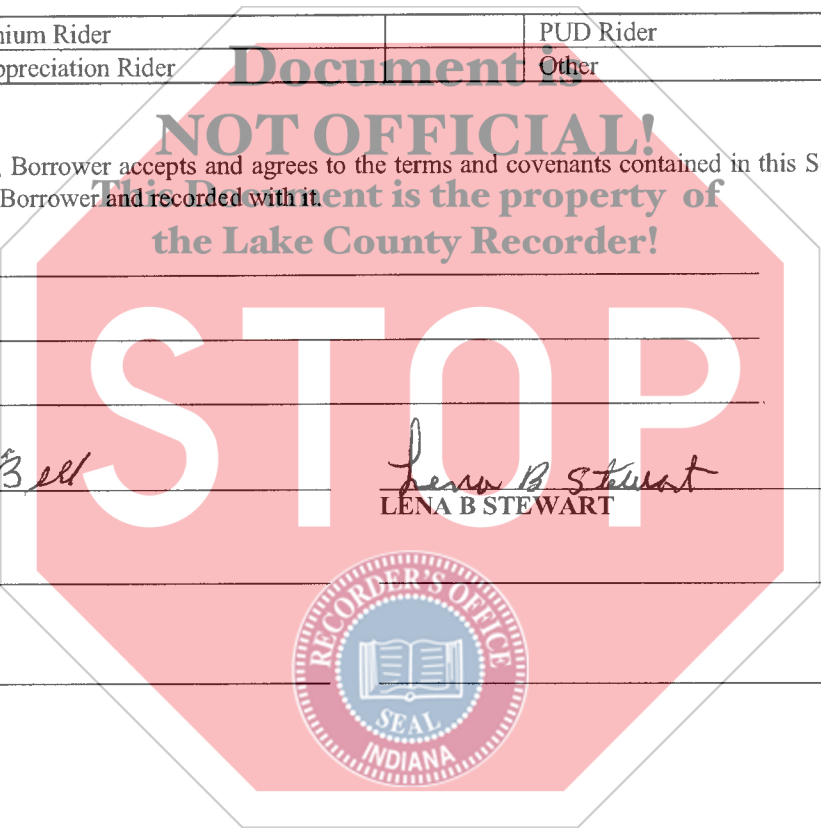 nium Rider PUD Rider
ppreciation Rider Other
Document is
NOT OFFICIAL!
Borrower accepts and agrees to the terms and covenants contained in this S
This Document is the property of
Borrower and recorded with it.
the Lake County Recorder!
STOP
Bell Lena B Stewart
LENA B STEWART
RECORDER'S OFFICE
SEAL
INDIANA